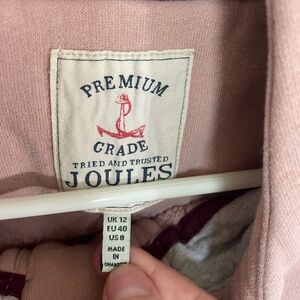 PREMIUM
GRADE
TRIED AND TRUSTED
JOULES
UK 12
EU 40
US 8
MADE
IN